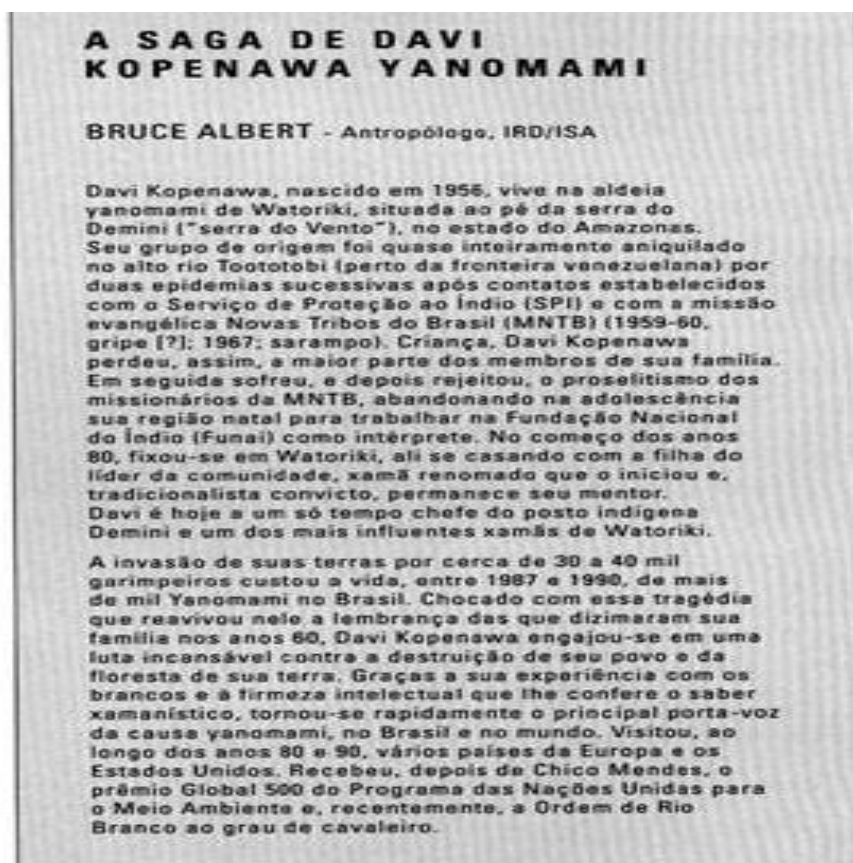 A SAGA DE DAVI
KOPENAWA YANOMAMI
BRUCE ALBERT - Antropólogo, IRD/ISA
Davi Kopenawa, nascido em 1956, vive na aldeia
yanomami de Watoriki, situada ao pé da serra do
Demini ("serra do Vento"), no estado do Amazonas.
Seu grupo de origem foi quase inteiramente aniquilado
no alto rio Toototobi (perto da fronteira venezuelana) por
duas epidemias sucessivas após contatos estabelecidos
com o Serviço de Proteção ao Índio (SPI) e com a missão
evangélica Novas Tribos do Brasil (MNTB) (1959-60,
gripe [?]; 1967; sarampo). Criança, Davi Kopenawa
perdeu, assim, a maior parte dos membros de sua família.
Em seguida sofreu, e depois rejeitou, o proselitismo dos
missionários da MNTB, abandonando na adolescência
sua região natal para trabalhar na Fundação Nacional
do Índio (Funai) como intérprete. No começo dos anos
80, fixou-se em Watoriki, ali se casando com a filha do
líder da comunidade, xamã renomado que o iniciou e,
tradicionalista convicto, permanece seu mentor.
Davi é hoje a um só tempo chefe do posto indígena
Demini e um dos mais influentes xamãs de Watoriki.
A invasão de suas terras por cerca de 30 a 40 mil
garimpeiros custou a vida, entre 1987 e 1990, de mais
de mil Yanomami no Brasil. Chocado com essa tragédia
que reavivou nele a lembrança das que dizimaram sua
família nos anos 60, Davi Kopenawa engajou-se em uma
luta incansável contra a destruição de seu povo e da
floresta de sua terra. Graças a sua experiência com os
brancos e à firmeza intelectual que lhe confere o saber
xamanístico, tornou-se rapidamente o principal porta-voz
da causa yanomami, no Brasil e no mundo. Visitou, ao
longo dos anos 80 e 90, vários países da Europa e os
Estados Unidos. Recebeu, depois de Chico Mendes, o
prêmio Global 500 do Programa das Nações Unidas para
o Meio Ambiente e, recentemente, a Ordem de Rio
Branco ao grau de cavaleiro.